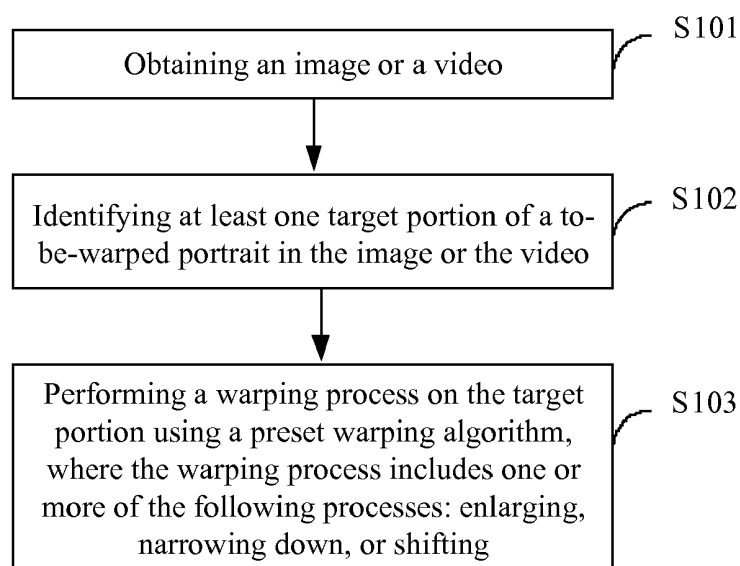 S101
Obtaining an image or a video
S102
Identifying at least one target portion of a to-
be-warped portrait in the image or the video
S103
Performing a warping process on the target
portion using a preset warping algorithm,
where the warping process includes one or
more of the following processes: enlarging,
narrowing down, or shifting